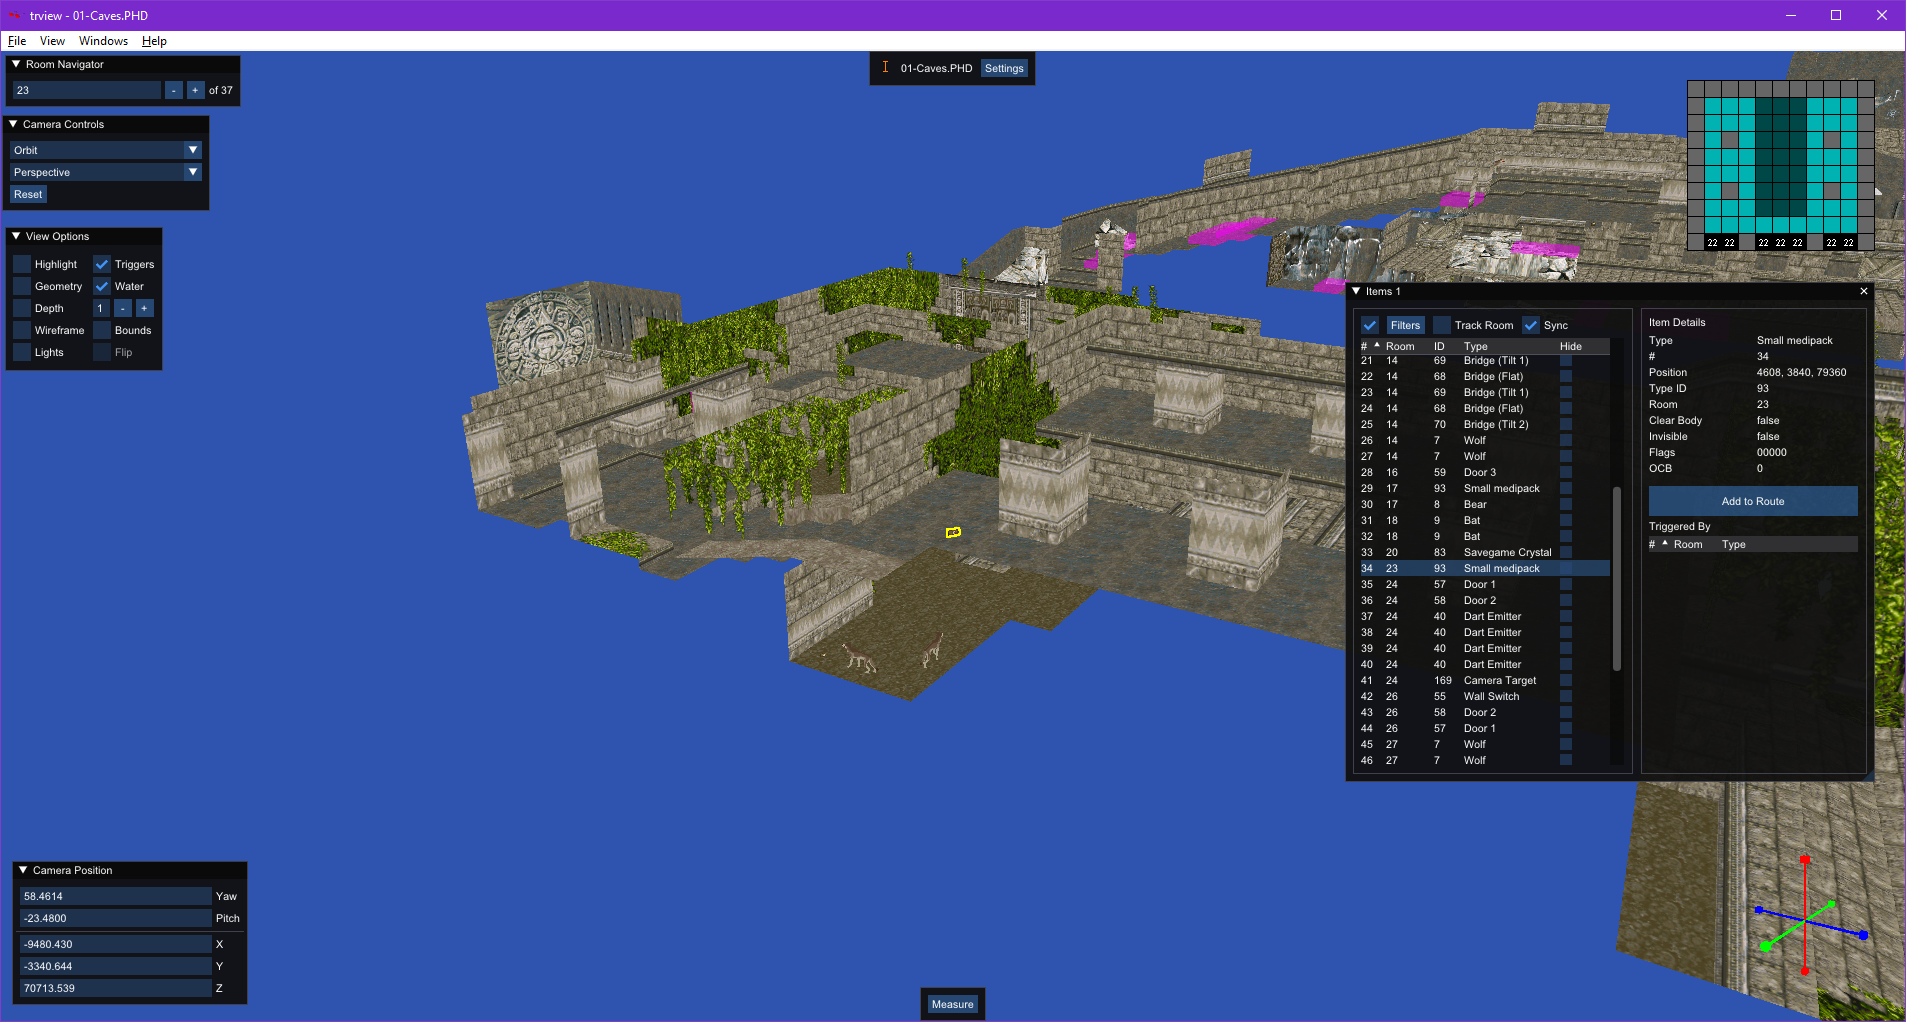 trview - 01-Caves.PHD
File View Windows Help
Room Navigator
23 - + of 37
Camera Controls
Orbit
Perspective
Reset
View Options
Highlight Triggers
Geometry Water
Depth 1 - +
Wireframe Bounds
Lights Flip
01-Caves.PHD Settings
22 22 22 22 22 22 22
Items 1
Filters Track Room Sync
# Room ID Type Hide
21 14 69 Bridge (Tilt 1)
22 14 68 Bridge (Flat)
23 14 69 Bridge (Tilt 1)
24 14 68 Bridge (Flat)
25 14 70 Bridge (Tilt 2)
26 14 7 Wolf
27 14 7 Wolf
28 16 59 Door 3
29 17 93 Small medipack
30 17 8 Bear
31 18 9 Bat
32 18 9 Bat
33 20 83 Savegame Crystal
34 23 93 Small medipack
35 24 57 Door 1
36 24 58 Door 2
37 24 40 Dart Emitter
38 24 40 Dart Emitter
39 24 40 Dart Emitter
40 24 40 Dart Emitter
41 24 169 Camera Target
42 26 55 Wall Switch
43 26 58 Door 2
44 26 57 Door 1
45 27 7 Wolf
46 27 7 Wolf
Item Details
Type Small medipack
# 34
Position 4608, 3840, 79360
Type ID 93
Room 23
Clear Body false
Invisible false
Flags 00000
OCB 0
Add to Route
Triggered By
# Room Type
Camera Position
58.4614 Yaw
-23.4800 Pitch
-9480.430 X
-3340.644 Y
70713.539 Z
Measure